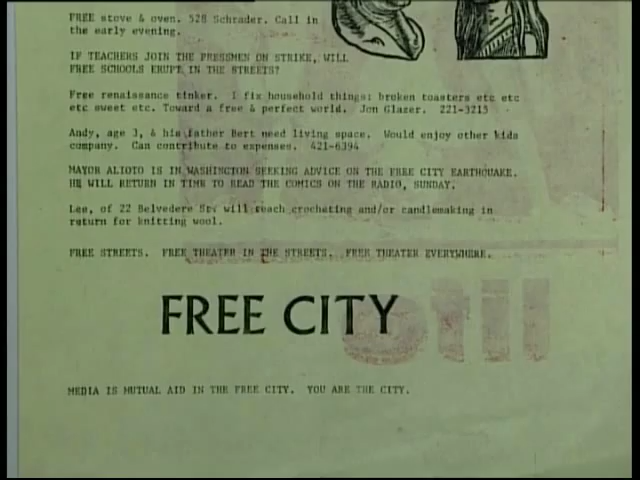 FREE stove & oven. 528 Schrader. Call in
the early evening.
IF TEACHERS JOIN THE PRESSMEN ON STRIKE, WILL
FREE SCHOOLS ERUPT IN THE STREETS?
Free renaissance tinker. I fix household things: broken toasters etc etc
etc sweet etc. Toward a free & perfect world. Jon Glazer. 221-3215
Andy, age 3, & his father Bert need living space. Would enjoy other kids
company. Can contribute to expenses. 421-6394
MAYOR ALIOTO IS IN WASHINGTON SEEKING ADVICE ON THE FREE CITY EARTHQUAKE.
HE WILL RETURN IN TIME TO READ THE COMICS ON THE RADIO, SUNDAY.
Lee, of 22 Belvedere St. will teach crocheting and/or candlemaking in
return for knitting wool.
FREE STREETS. FREE THEATER IN THE STREETS. FREE THEATER EVERYWHERE.
FREE CITY
MEDIA IS MUTUAL AID IN THE FREE CITY. YOU ARE THE CITY.